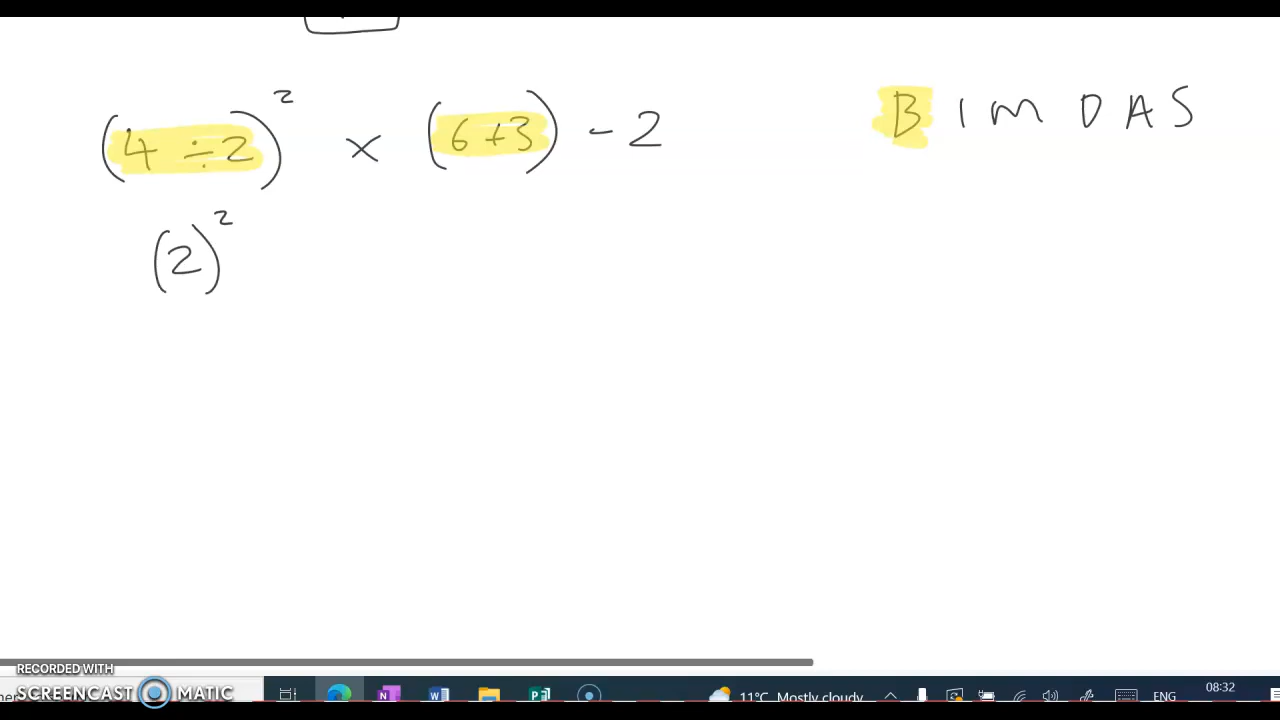 (4 ÷ 2)² × (6 + 3) - 2
B I M D A S
(2)²
RECORDED WITH
SCREENCAST MATIC
11°C Mostly cloudy
ENG
08:32